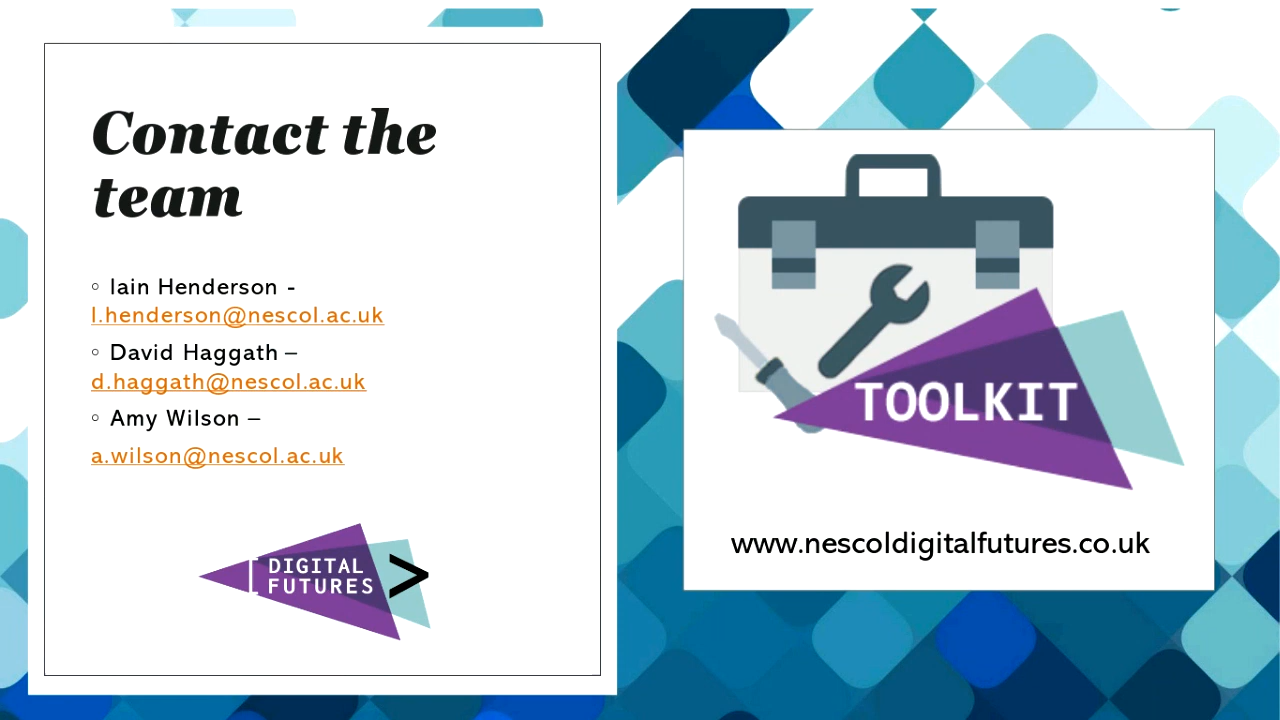 Contact the
team
◦ Iain Henderson -
I.henderson@nescol.ac.uk
◦ David Haggath –
d.haggath@nescol.ac.uk
◦ Amy Wilson –
a.wilson@nescol.ac.uk
[ DIGITAL
FUTURES >
TOOLKIT
www.nescoldigitalfutures.co.uk